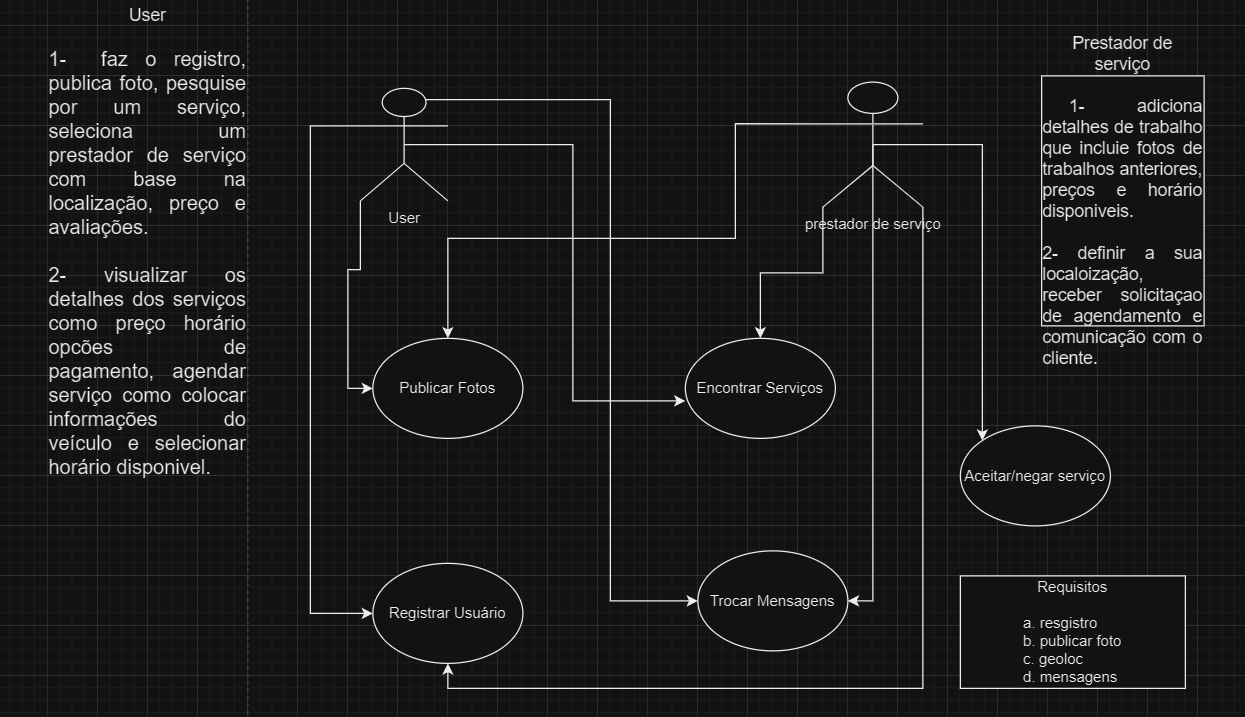 User
1- faz o registro,
publica foto, pesquise
por um serviço,
seleciona um
prestador de serviço
com base na
localização, preço e
avaliações.
2- visualizar os
detalhes dos serviços
como preço horário
opcões de
pagamento, agendar
serviço como colocar
informações do
veículo e selecionar
horário disponivel.
User
prestador de serviço
Publicar Fotos
Encontrar Serviços
Aceitar/negar serviço
Registrar Usuário
Trocar Mensagens
Prestador de
serviço
1- adiciona
detalhes de trabalho
que incluie fotos de
trabalhos anteriores,
preços e horário
disponiveis.
2- definir a sua
localoização,
receber solicitaçao
de agendamento e
comunicação com o
cliente.
Requisitos
a. resgistro
b. publicar foto
c. geoloc
d. mensagens